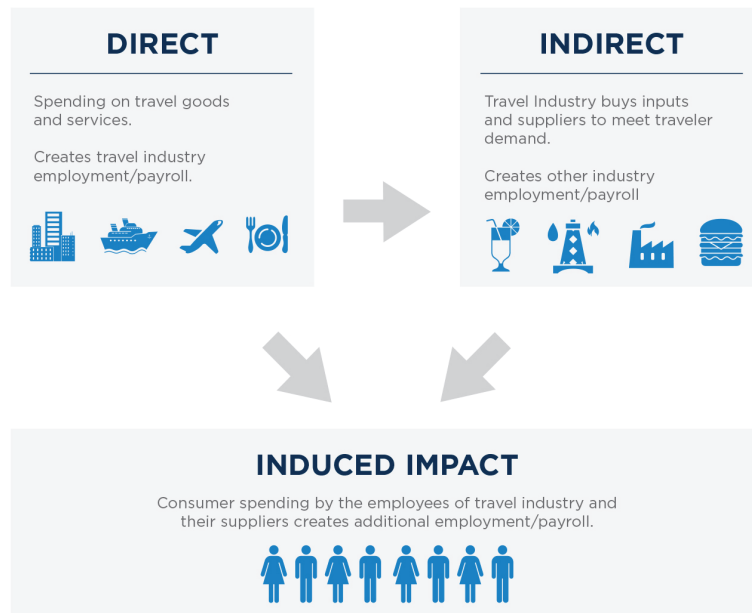 DIRECT
Spending on travel goods
and services.
Creates travel industry
employment/payroll.
INDIRECT
Travel Industry buys inputs
and suppliers to meet traveler
demand.
Creates other industry
employment/payroll
INDUCED IMPACT
Consumer spending by the employees of travel industry and
their suppliers creates additional employment/payroll.